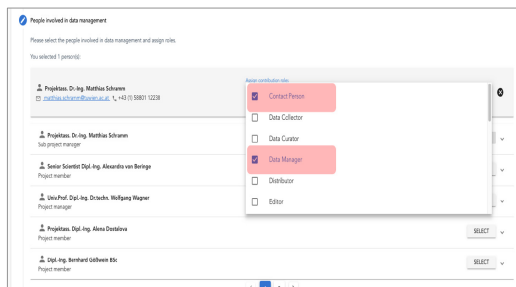 People involved in data management
Please select the people involved in data management and assign roles.
You selected 1 person(s):
Assign contribution roles
Projektass. Dr.-Ing. Matthias Schramm
matthias.schramm@tuwien.ac.at +43 (1) 58801 12238
Contact Person
Data Collector
Data Curator
Data Manager
Distributor
Editor
Projektass. Dr.-Ing. Matthias Schramm
Sub project manager
Senior Scientist Dipl.-Ing. Alexandra von Beringe
Project member
Univ.Prof. Dipl.-Ing. Dr.techn. Wolfgang Wagner
Project manager
Projektass. Dipl.-Ing. Alena Dostalova
Project member
SELECT
Dipl.-Ing. Bernhard Gößwein BSc
Project member
SELECT